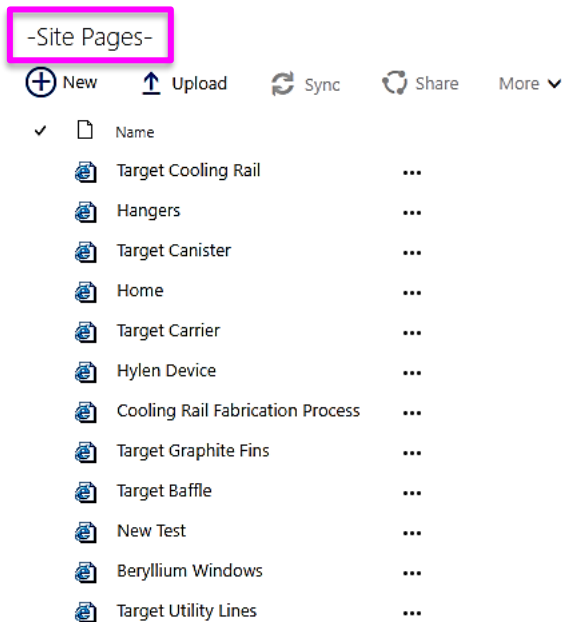 -Site Pages-
New Upload Sync Share More
Name
Target Cooling Rail
Hangers
Target Canister
Home
Target Carrier
Hylen Device
Cooling Rail Fabrication Process
Target Graphite Fins
Target Baffle
New Test
Beryllium Windows
Target Utility Lines